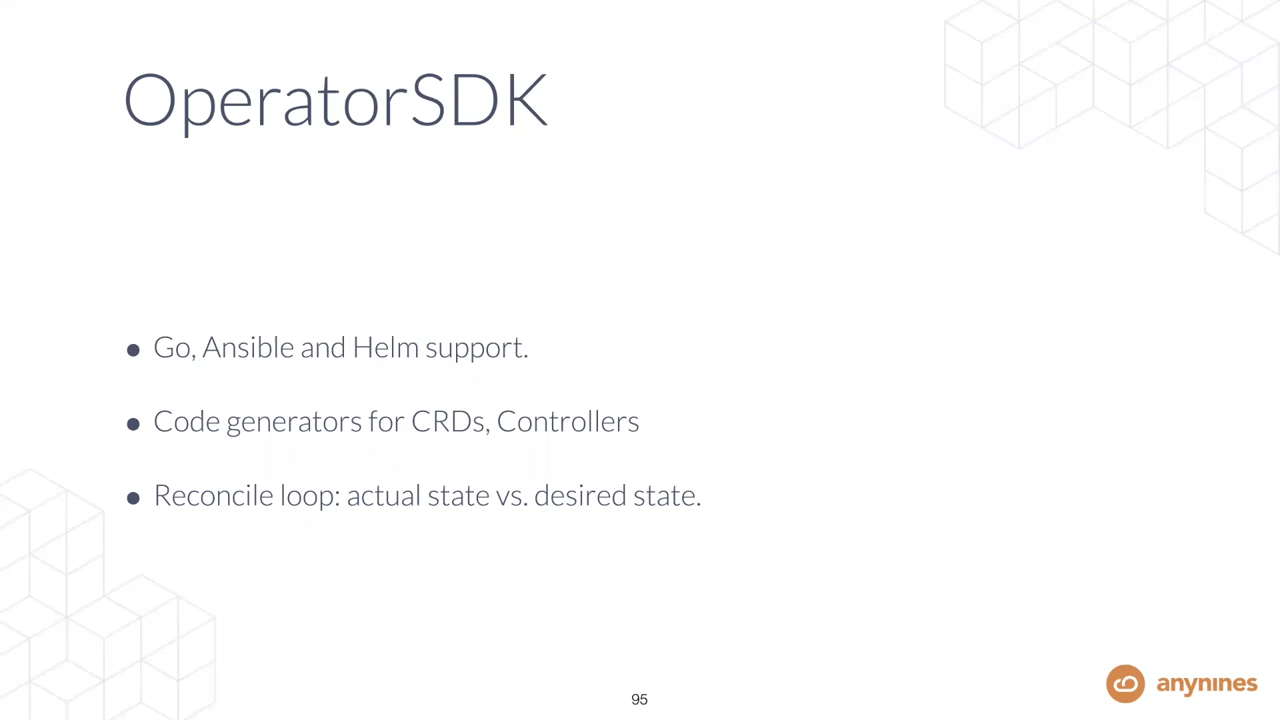 OperatorSDK
● Go, Ansible and Helm support.
● Code generators for CRDs, Controllers
● Reconcile loop: actual state vs. desired state.
95
anynines